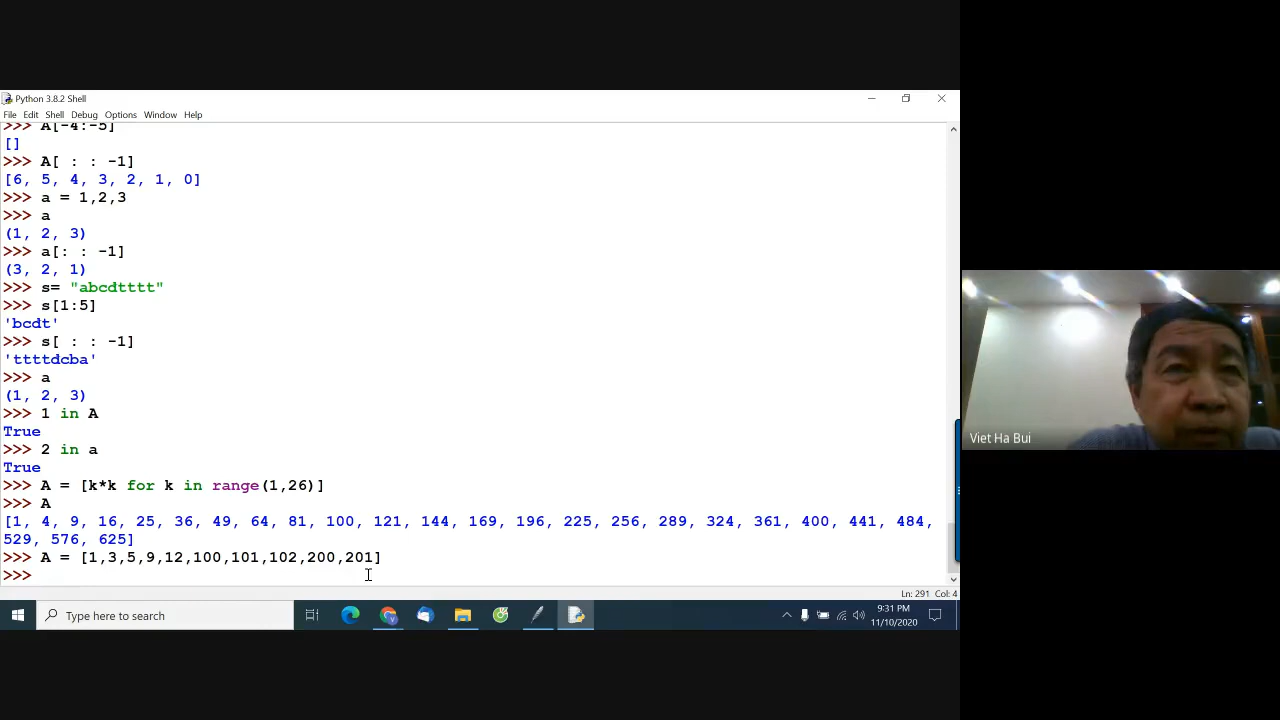 Python 3.8.2 Shell
File Edit Shell Debug Options Window Help
>>> A[-4:-5]
[]
>>> A[ : : -1]
[6, 5, 4, 3, 2, 1, 0]
>>> a = 1,2,3
>>> a
(1, 2, 3)
>>> a[: : -1]
(3, 2, 1)
>>> s= "abcdtttt"
>>> s[1:5]
'bcdt'
>>> s[ : : -1]
'ttttdcba'
>>> a
(1, 2, 3)
>>> 1 in A
True
>>> 2 in a
True
>>> A = [k*k for k in range(1,26)]
>>> A
[1, 4, 9, 16, 25, 36, 49, 64, 81, 100, 121, 144, 169, 196, 225, 256, 289, 324, 361, 400, 441, 484,
529, 576, 625]
>>> A = [1,3,5,9,12,100,101,102,200,201]
>>>
Viet Ha Bui
Ln: 291 Col: 4
Type here to search
9:31 PM
11/10/2020